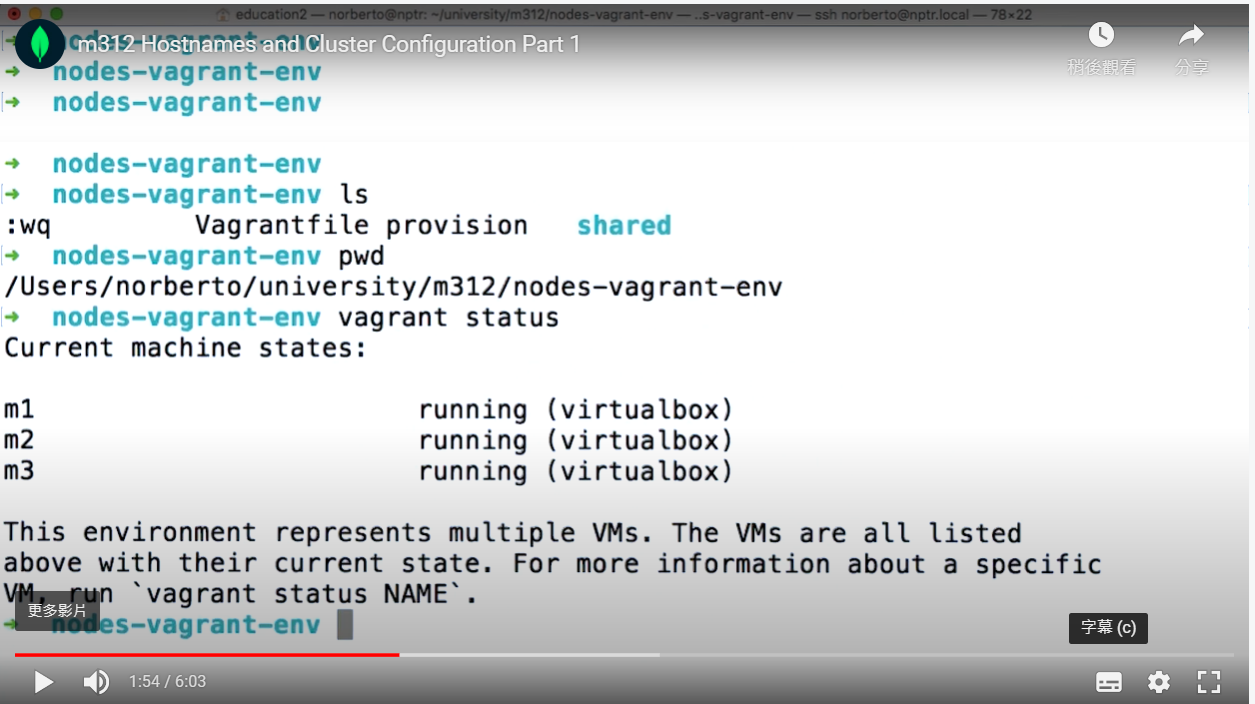 education2 — norberto@nptr: ~/university/m312/nodes-vagrant-env — ..s-vagrant-env — ssh norberto@nptr.local — 78×22
m312 Hostnames and Cluster Configuration Part 1
稍後觀看
分享
➜ nodes-vagrant-env
➜ nodes-vagrant-env
➜ nodes-vagrant-env
➜ nodes-vagrant-env
➜ nodes-vagrant-env ls
:wq Vagrantfile provision shared
➜ nodes-vagrant-env pwd
/Users/norberto/university/m312/nodes-vagrant-env
➜ nodes-vagrant-env vagrant status
Current machine states:
m1 running (virtualbox)
m2 running (virtualbox)
m3 running (virtualbox)
This environment represents multiple VMs. The VMs are all listed
above with their current state. For more information about a specific
VM, run `vagrant status NAME`.
更多影片
➜ nodes-vagrant-env
字幕 (c)
1:54 / 6:03